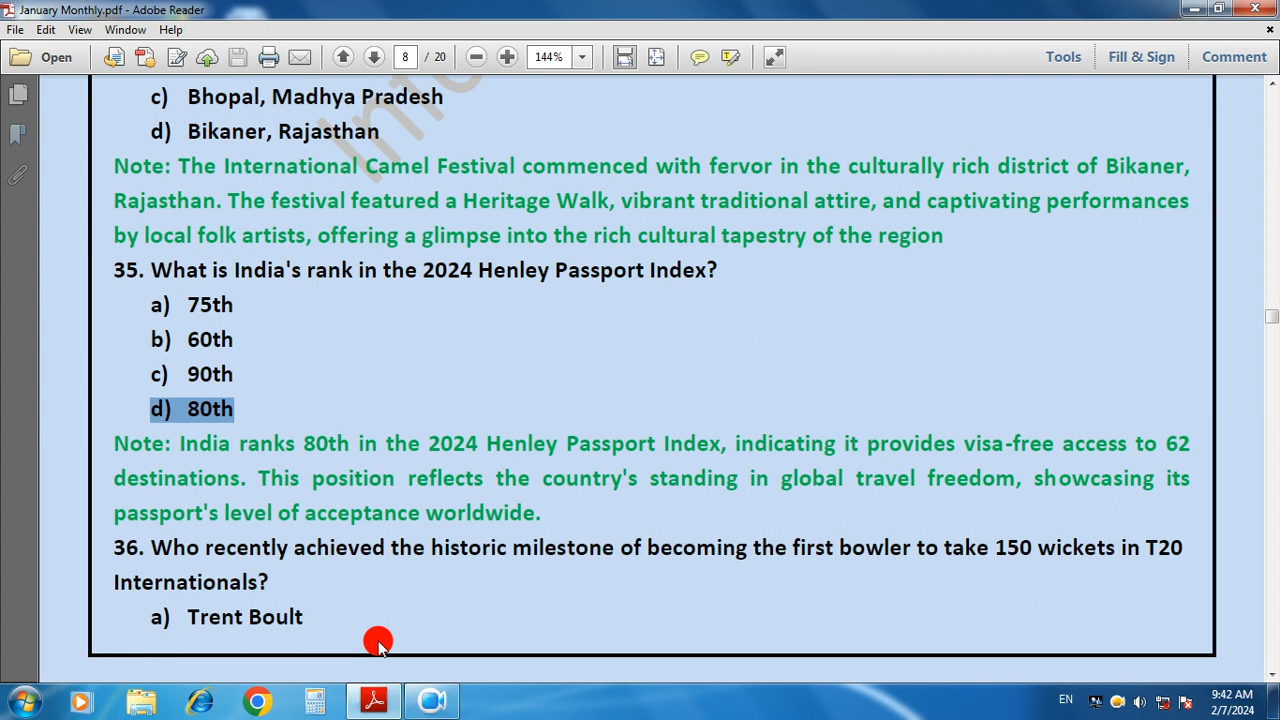 January Monthly.pdf - Adobe Reader
File Edit View Window Help
Open 8 / 20 144% Tools Fill & Sign Comment
c) Bhopal, Madhya Pradesh
d) Bikaner, Rajasthan
Note: The International Camel Festival commenced with fervor in the culturally rich district of Bikaner,
Rajasthan. The festival featured a Heritage Walk, vibrant traditional attire, and captivating performances
by local folk artists, offering a glimpse into the rich cultural tapestry of the region
35. What is India's rank in the 2024 Henley Passport Index?
a) 75th
b) 60th
c) 90th
d) 80th
Note: India ranks 80th in the 2024 Henley Passport Index, indicating it provides visa-free access to 62
destinations. This position reflects the country's standing in global travel freedom, showcasing its
passport's level of acceptance worldwide.
36. Who recently achieved the historic milestone of becoming the first bowler to take 150 wickets in T20
Internationals?
a) Trent Boult
EN 9:42 AM
2/7/2024